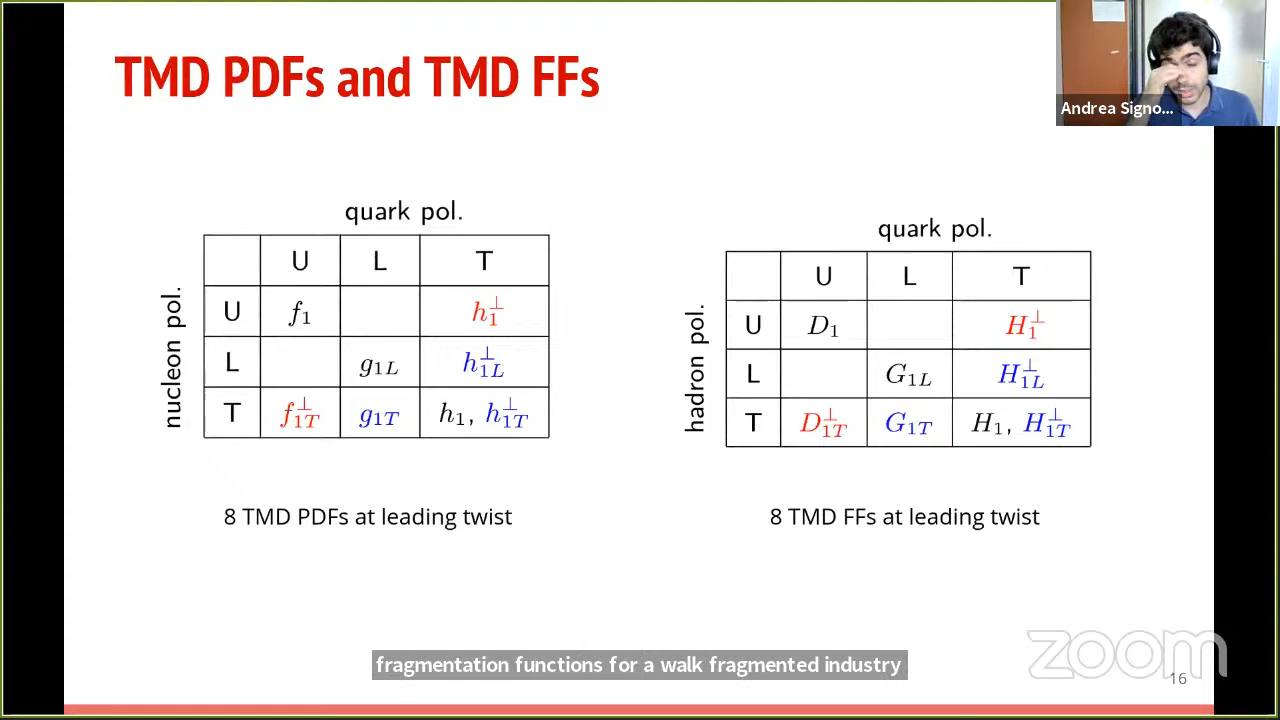 TMD PDFs and TMD FFs
Andrea Signo...
quark pol.
nucleon pol.
U L T
U f₁ h₁^⊥
L g₁L h₁L^⊥
T f₁T^⊥ g₁T h₁, h₁T^⊥
8 TMD PDFs at leading twist
quark pol.
hadron pol.
U L T
U D₁ H₁^⊥
L G₁L H₁L^⊥
T D₁T^⊥ G₁T H₁, H₁T^⊥
8 TMD FFs at leading twist
fragmentation functions for a walk fragmented industry
zoom
16